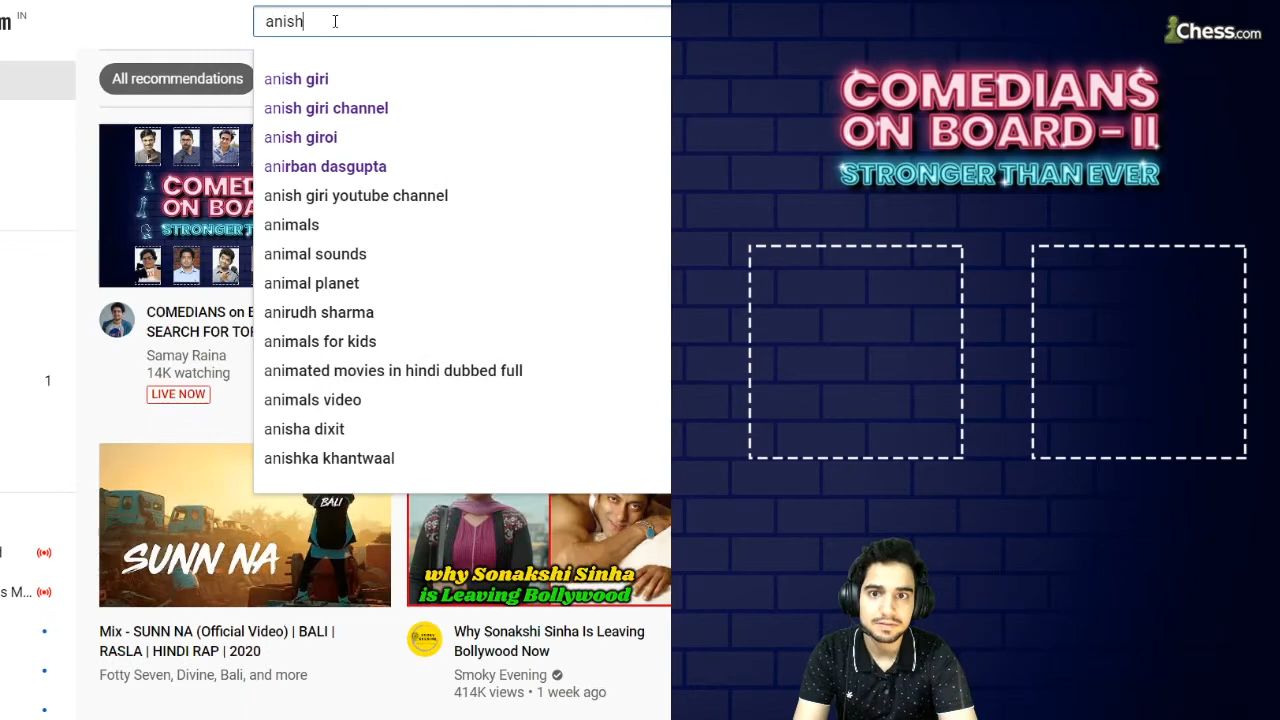 IN
anish
All recommendations
anish giri
anish giri channel
anish giroi
anirban dasgupta
anish giri youtube channel
animals
animal sounds
animal planet
anirudh sharma
animals for kids
animated movies in hindi dubbed full
animals video
anisha dixit
anishka khantwaal
COMED
ON BOA
STRONGER T
COMEDIANS on E
SEARCH FOR TOP
Samay Raina
14K watching
LIVE NOW
1
s M...
BALI
SUNN NA
Mix - SUNN NA (Official Video) | BALI |
RASLA | HINDI RAP | 2020
Fotty Seven, Divine, Bali, and more
why Sonakshi Sinha
is Leaving Bollywood
Why Sonakshi Sinha Is Leaving
Bollywood Now
Smoky Evening
414K views • 1 week ago
Chess.com
COMEDIANS
ON BOARD - II
STRONGER THAN EVER